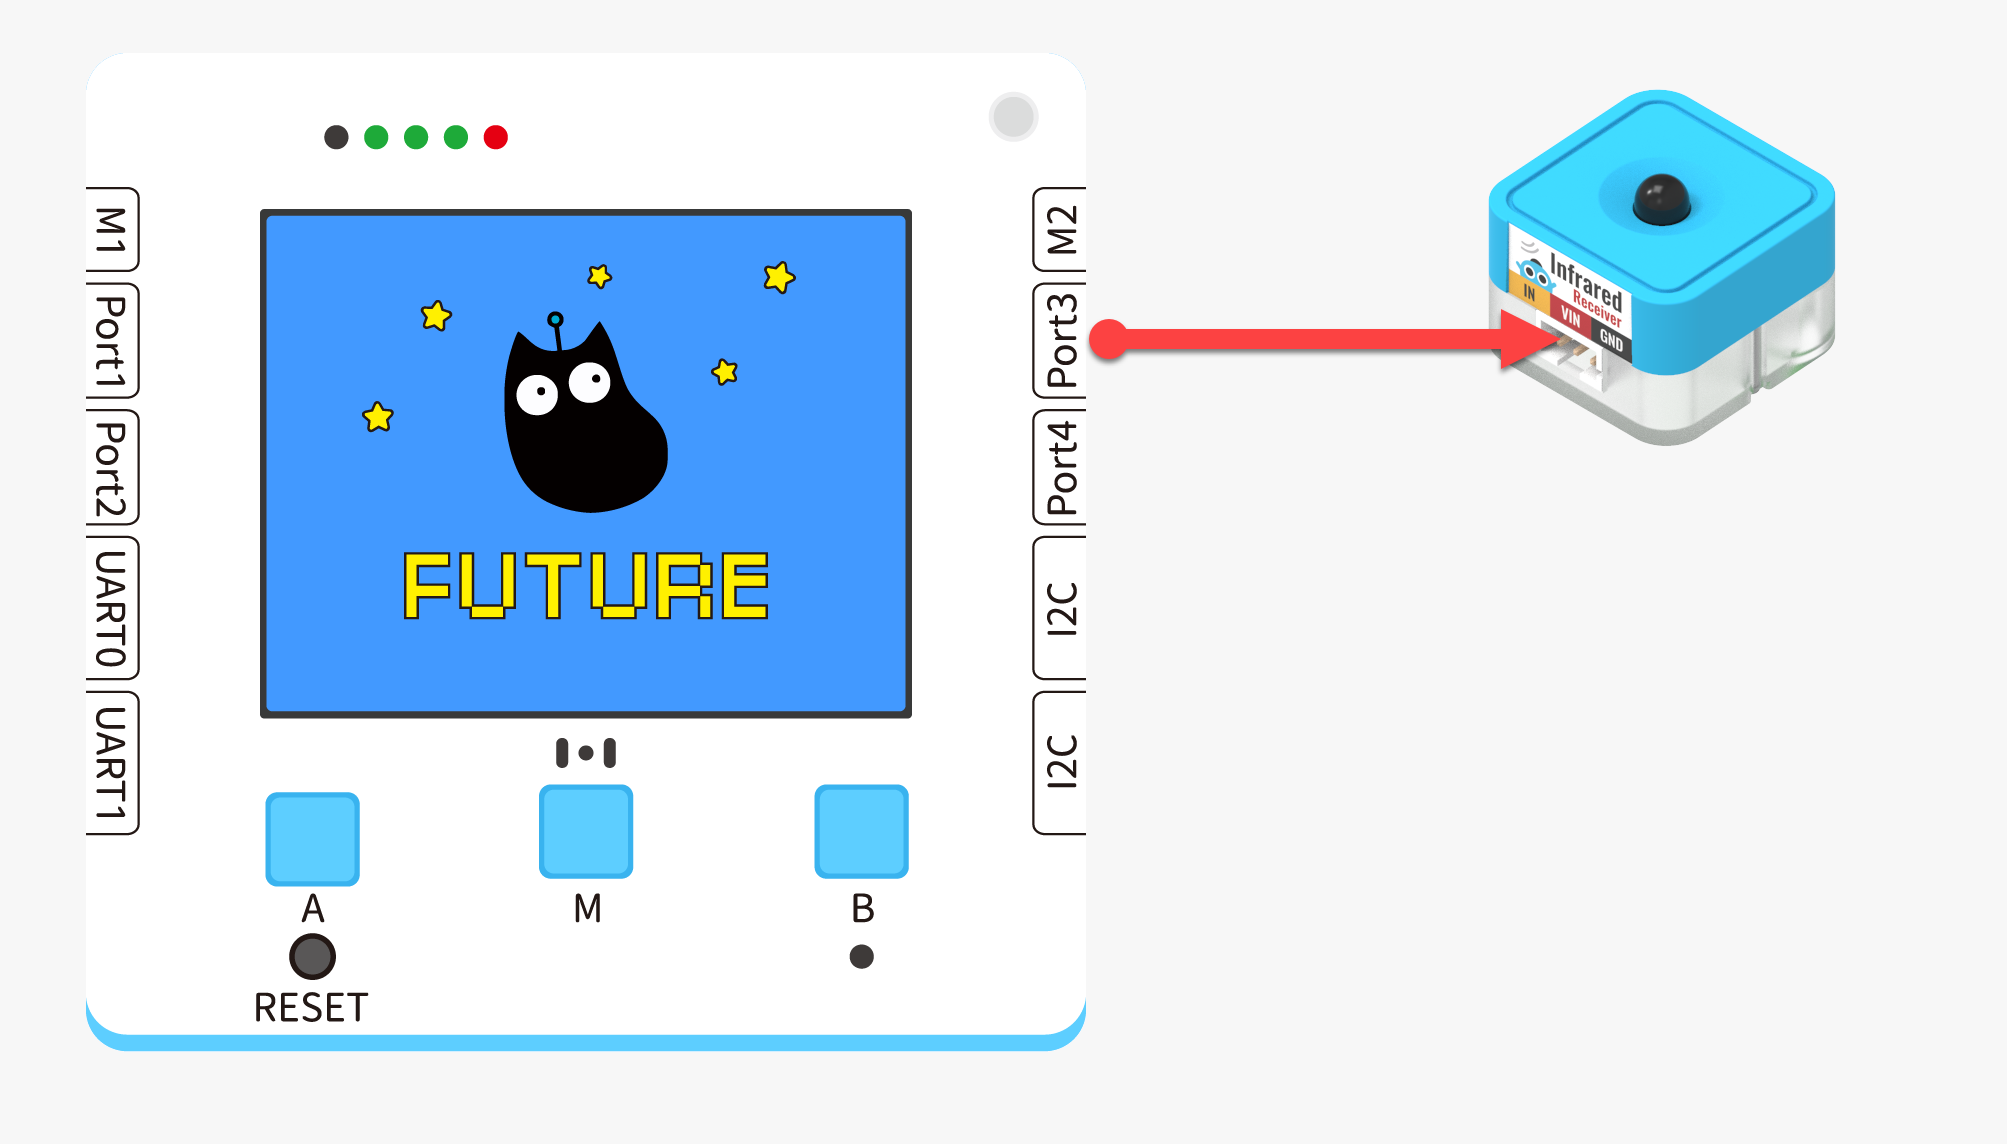 M1
Port1
Port2
UART0
UART1
M2
Port3
Port4
I2C
I2C
FUTURE
A
M
B
RESET
Infrared
Receiver
IN
VIN
GND